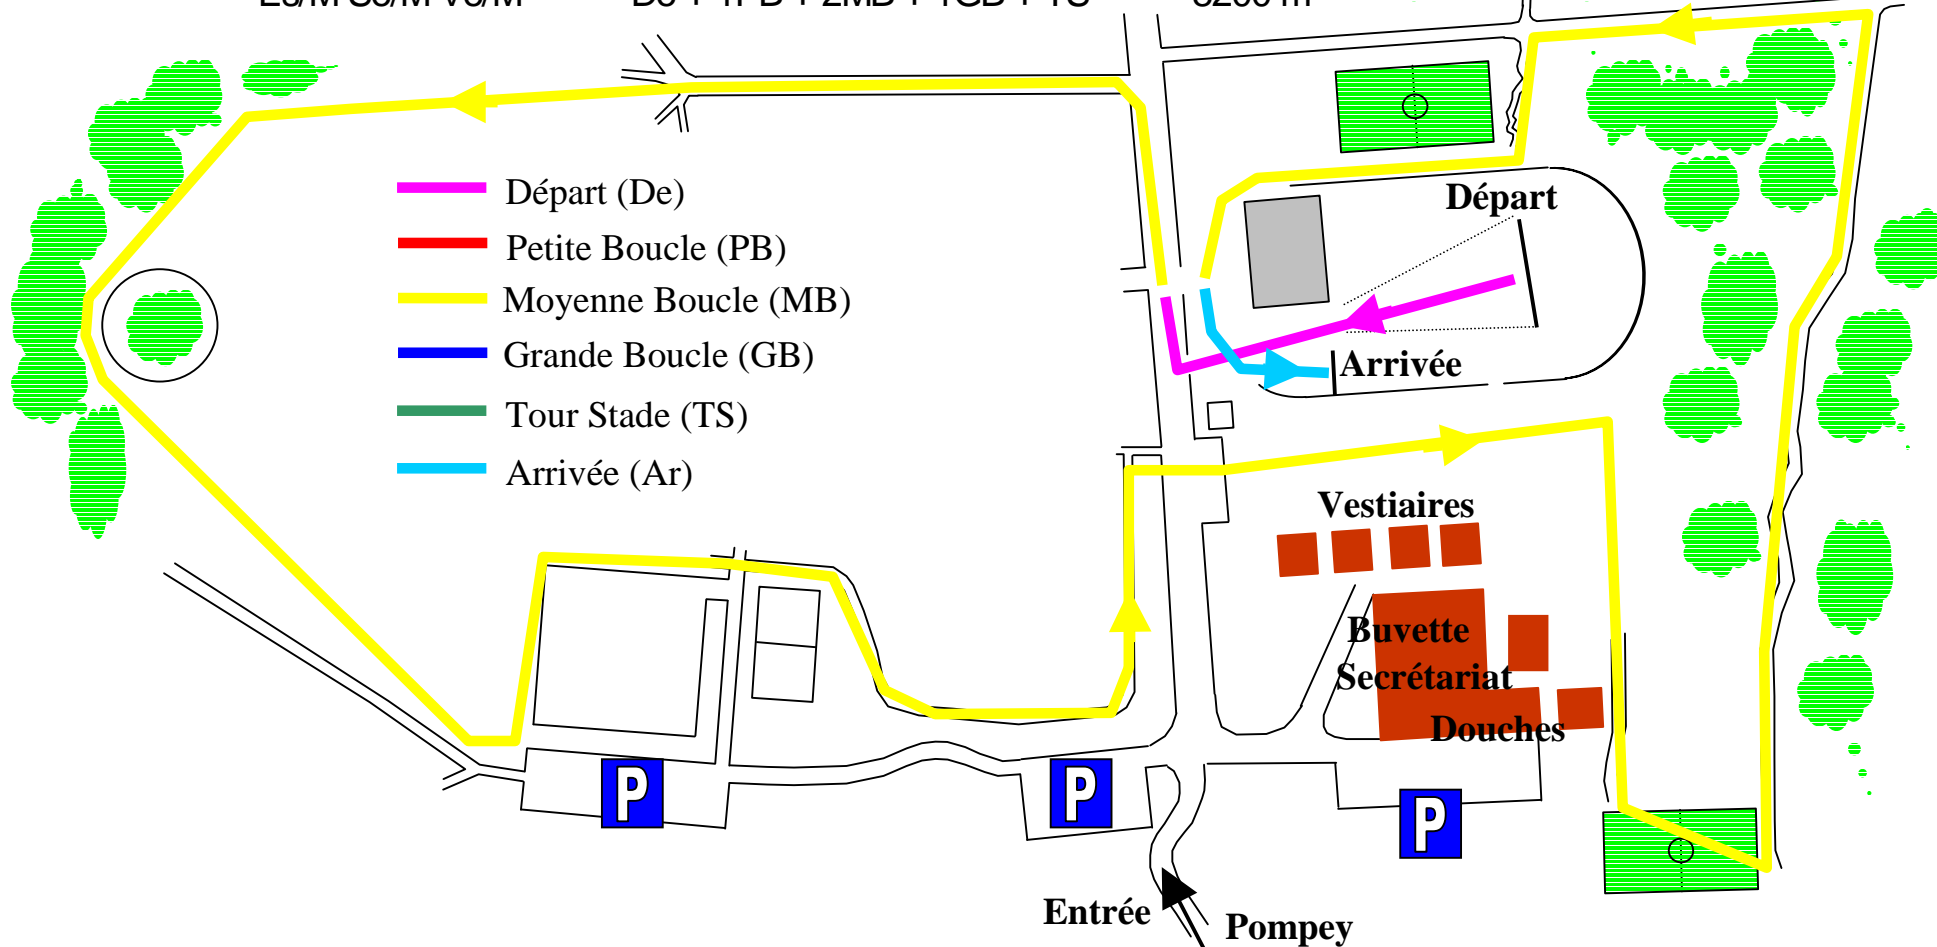 Départ (De)
Petite Boucle (PB)
Moyenne Boucle (MB)
Grande Boucle (GB)
Tour Stade (TS)
Arrivée (Ar)
Départ
Arrivée
Vestiaires
Buvette
Secrétariat
Douches
P
P
P
Entrée
Pompey